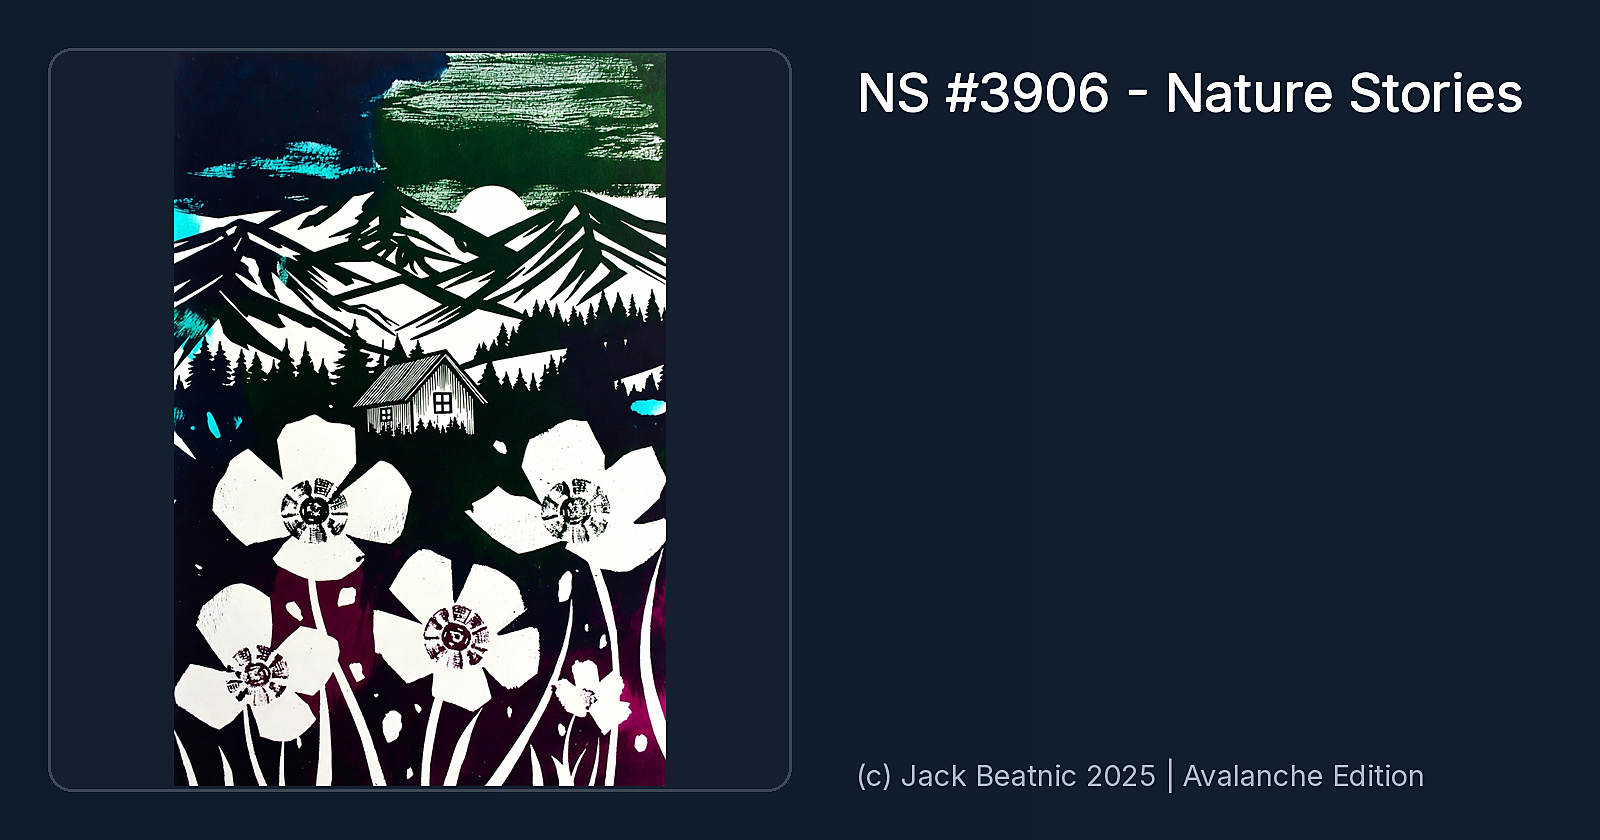 NS #3906 - Nature Stories
(c) Jack Beatnic 2025 | Avalanche Edition